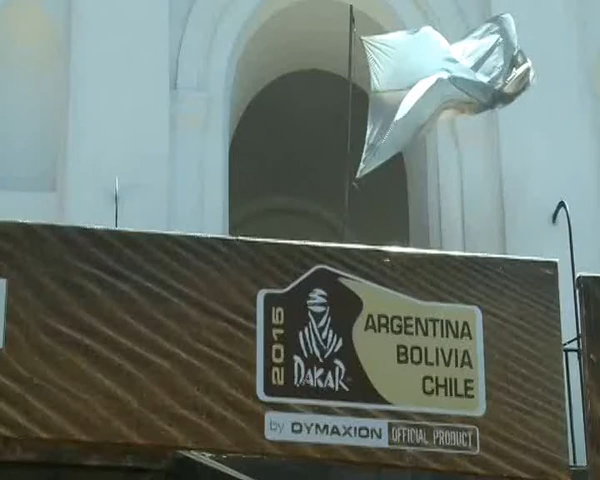 2015
DAKAR
ARGENTINA
BOLIVIA
CHILE
by DYMAXION OFFICIAL PRODUCT